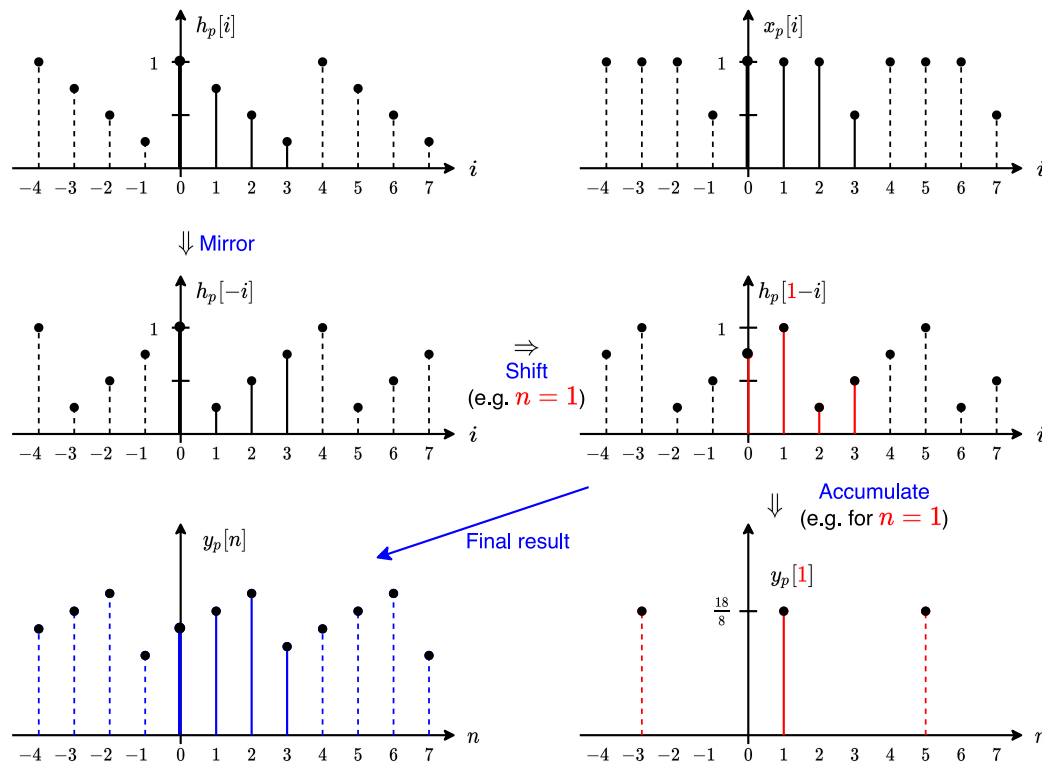 h_p[i]
1
−4 −3 −2 −1 0 1 2 3 4 5 6 7
i
x_p[i]
1
−4 −3 −2 −1 0 1 2 3 4 5 6 7
i
⇓ Mirror
h_p[−i]
1
−4 −3 −2 −1 0 1 2 3 4 5 6 7
i
⇒
Shift
(e.g. n = 1)
h_p[1−i]
1
−4 −3 −2 −1 0 1 2 3 4 5 6 7
i
⇓ Accumulate
(e.g. for n = 1)
Final result
y_p[n]
−4 −3 −2 −1 0 1 2 3 4 5 6 7
n
y_p[1]
18/8
−4 −3 −2 −1 0 1 2 3 4 5 6 7
n